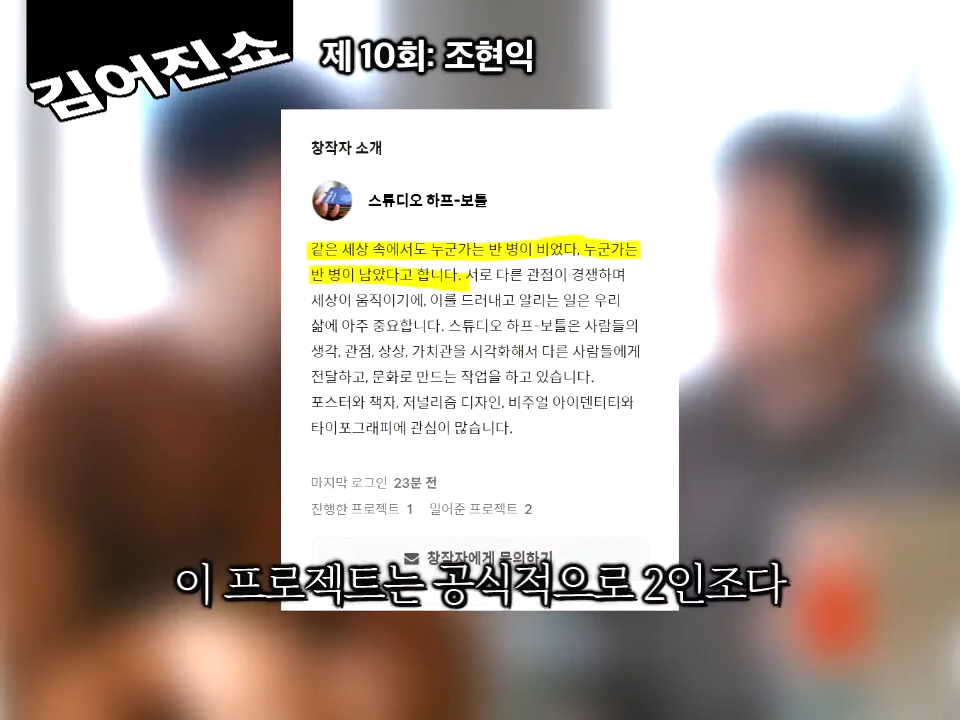 김어진쇼
제 10회: 조현익
창작자 소개
스튜디오 하프-보틀
같은 세상 속에서도 누군가는 반 병이 비었다, 누군가는
반 병이 남았다고 합니다. 서로 다른 관점이 경쟁하며
세상이 움직이기에, 이를 드러내고 알리는 일은 우리
삶에 아주 중요합니다. 스튜디오 하프-보틀은 사람들의
생각, 관점, 상상, 가치관을 시각화해서 다른 사람들에게
전달하고, 문화로 만드는 작업을 하고 있습니다.
포스터와 책자, 저널리즘 디자인, 비주얼 아이덴티티와
타이포그래피에 관심이 많습니다.
마지막 로그인 23분 전
진행한 프로젝트 1 밀어준 프로젝트 2
창작자에게 문의하기
이 프로젝트는 공식적으로 2인조다